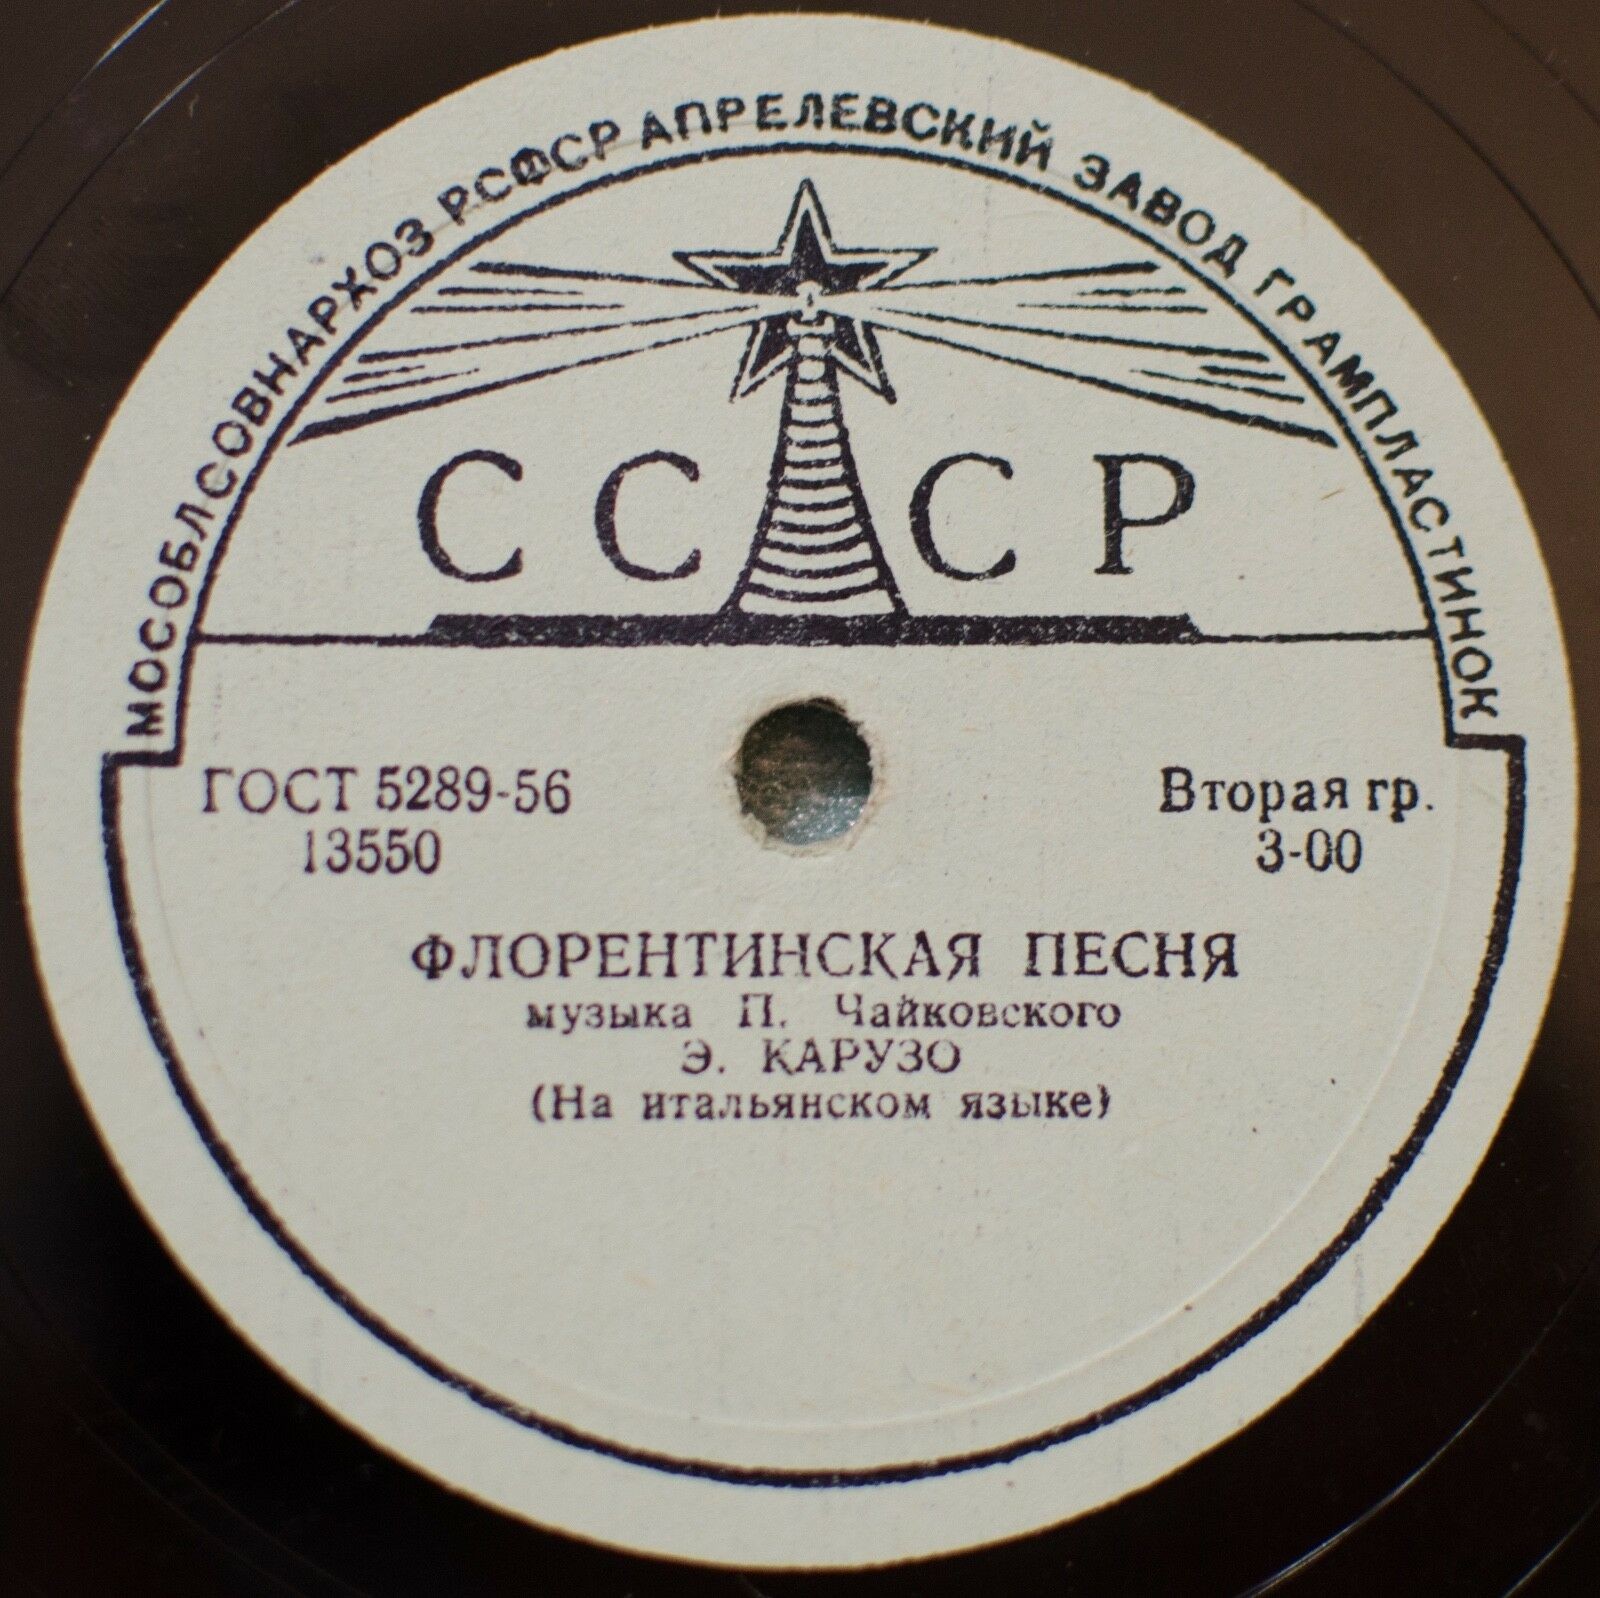 МОСОБЛСОВНАРХОЗ РСФСР АПРЕЛЕВСКИЙ ЗАВОД ГРАМПЛАСТИНОК
СССР
ГОСТ 5289-56
13550
Вторая гр.
3-00
ФЛОРЕНТИНСКАЯ ПЕСНЯ
музыка П. Чайковского
Э. КАРУЗО
(На итальянском языке)